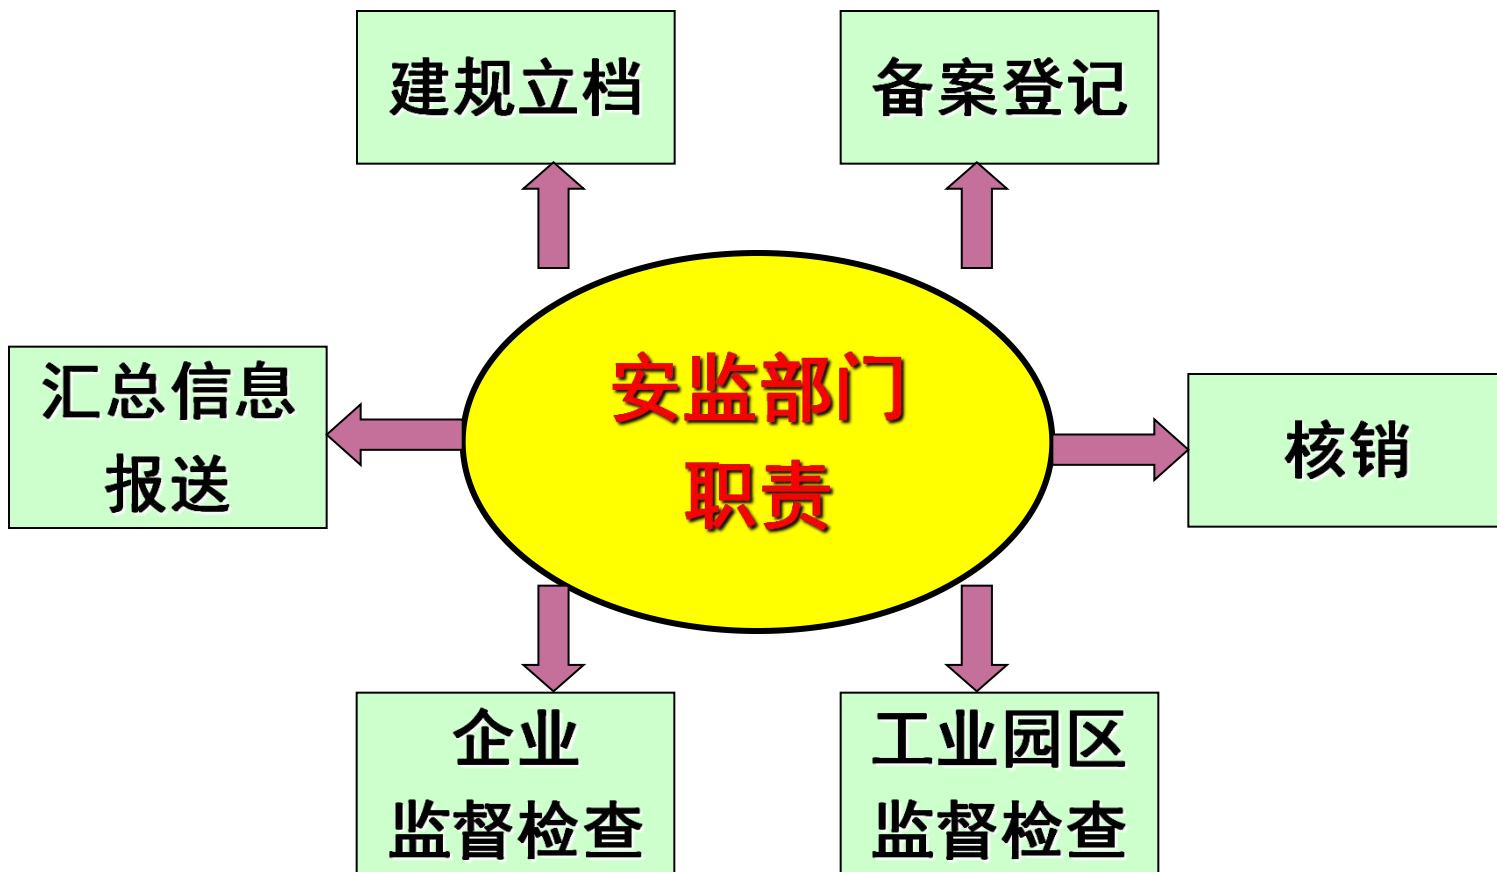 建规立档
备案登记
汇总信息
报送
安监部门
职责
核销
企业
监督检查
工业园区
监督检查